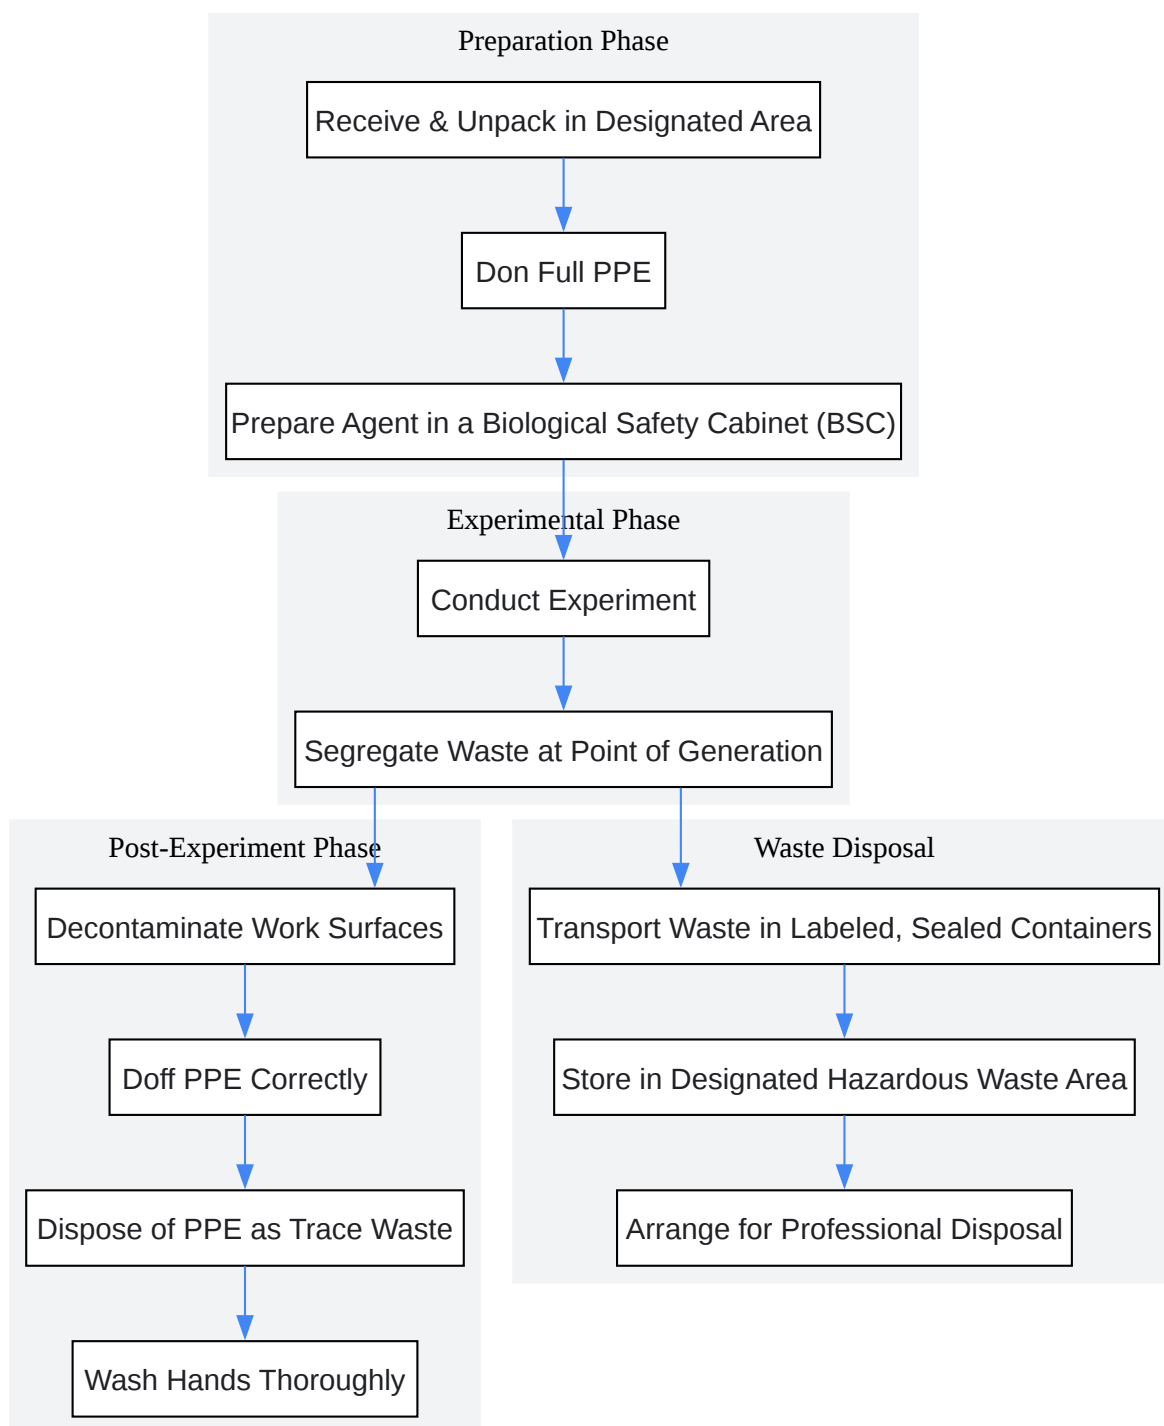 Preparation Phase
Receive & Unpack in Designated Area
Don Full PPE
Prepare Agent in a Biological Safety Cabinet (BSC)
Experimental Phase
Conduct Experiment
Segregate Waste at Point of Generation
Post-Experiment Phase
Decontaminate Work Surfaces
Doff PPE Correctly
Dispose of PPE as Trace Waste
Wash Hands Thoroughly
Waste Disposal
Transport Waste in Labeled, Sealed Containers
Store in Designated Hazardous Waste Area
Arrange for Professional Disposal